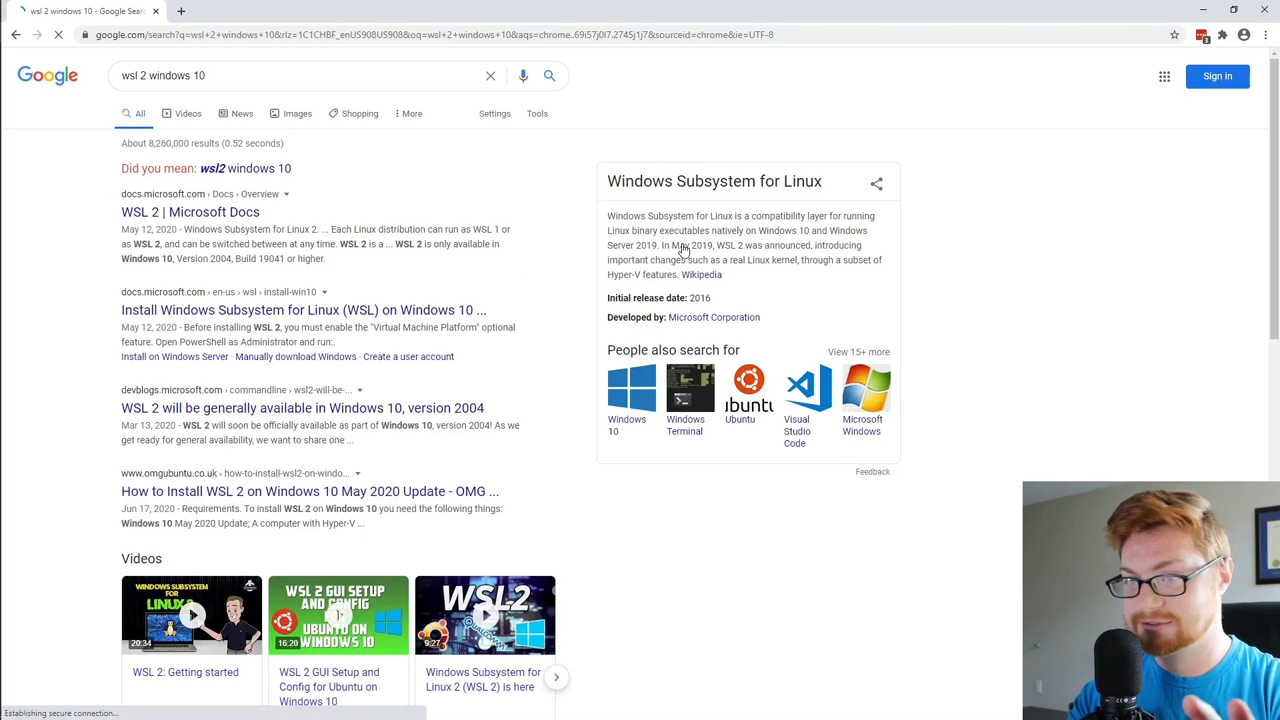 wsl 2 windows 10 - Google Sear
google.com/search?q=wsl+2+windows+10&rlz=1C1CHBF_enUS908US908&oq=wsl+2+windows+10&aqs=chrome..69i57j0l7.2745j1j7&sourceid=chrome&ie=UTF-8
3
Google
wsl 2 windows 10
Sign in
All
Videos
News
Images
Shopping
More
Settings
Tools
About 8,260,000 results (0.52 seconds)
Did you mean: wsl2 windows 10
docs.microsoft.com › Docs › Overview
WSL 2 | Microsoft Docs
May 12, 2020 - Windows Subsystem for Linux 2. ... Each Linux distribution can run as WSL 1 or
as WSL 2, and can be switched between at any time. WSL 2 is a ... WSL 2 is only available in
Windows 10, Version 2004, Build 19041 or higher.
docs.microsoft.com › en-us › wsl › install-win10
Install Windows Subsystem for Linux (WSL) on Windows 10 ...
May 12, 2020 - Before installing WSL 2, you must enable the "Virtual Machine Platform" optional
feature. Open PowerShell as Administrator and run:.
Install on Windows Server · Manually download Windows · Create a user account
devblogs.microsoft.com › commandline › wsl2-will-be-...
WSL 2 will be generally available in Windows 10, version 2004
Mar 13, 2020 - WSL 2 will soon be officially available as part of Windows 10, version 2004! As we
get ready for general availability, we want to share one ...
www.omgubuntu.co.uk › how-to-install-wsl2-on-windo...
How to Install WSL 2 on Windows 10 May 2020 Update - OMG ...
Jun 17, 2020 - Requirements. To install WSL 2 on Windows 10 you need the following things:
Windows 10 May 2020 Update; A computer with Hyper-V ...
Videos
WINDOWS SUBSYSTEM
FOR
LINUX 2
20:34
WSL 2: Getting started
WSL 2 GUI SETUP
AND CONFIG
UBUNTU ON
WINDOWS 10
16:20
WSL 2 GUI Setup and
Config for Ubuntu on
Windows 10
WSL2
QUALCOMM
9:27
Windows Subsystem for
Linux 2 (WSL 2) is here
Windows Subsystem for Linux
Windows Subsystem for Linux is a compatibility layer for running
Linux binary executables natively on Windows 10 and Windows
Server 2019. In May 2019, WSL 2 was announced, introducing
important changes such as a real Linux kernel, through a subset of
Hyper-V features. Wikipedia
Initial release date: 2016
Developed by: Microsoft Corporation
People also search for
View 15+ more
ubuntu
Windows
10
Windows
Terminal
Ubuntu
Visual
Studio
Code
Microsoft
Windows
Feedback
Establishing secure connection...